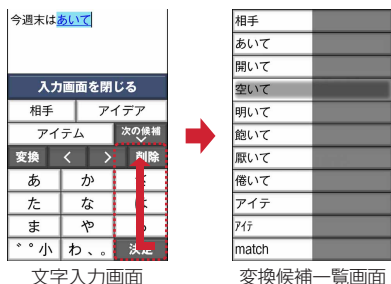 今週末はあいて
入力画面を閉じる
相手 アイデア
アイテム 次の候補
変換 < > 削除
あ か
た な は
ま や
゛゜小 わ、。 決定
文字入力画面
相手
あいて
開いて
空いて
明いて
飽いて
厭いて
倦いて
アイテ
ｱｲﾃ
match
変換候補一覧画面